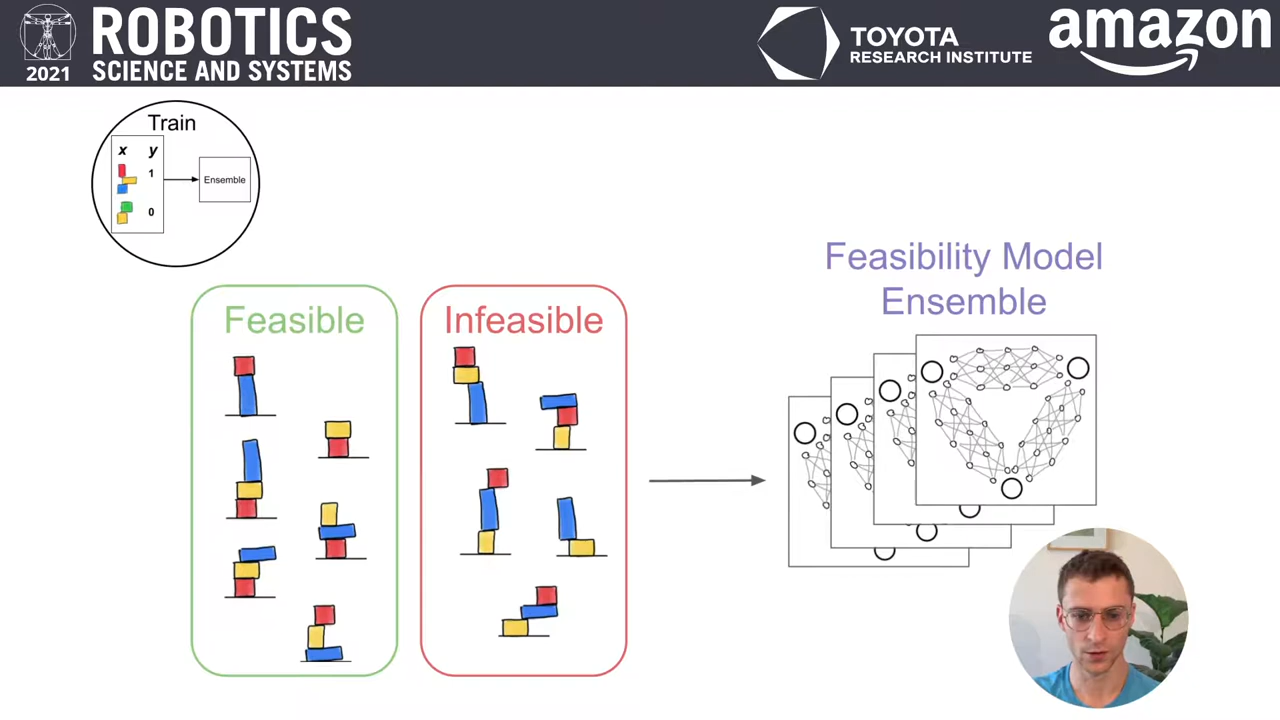 ROBOTICS
SCIENCE AND SYSTEMS
2021
TOYOTA
RESEARCH INSTITUTE
amazon
Train
x y
1
0
Ensemble
Feasible
Infeasible
Feasibility Model
Ensemble